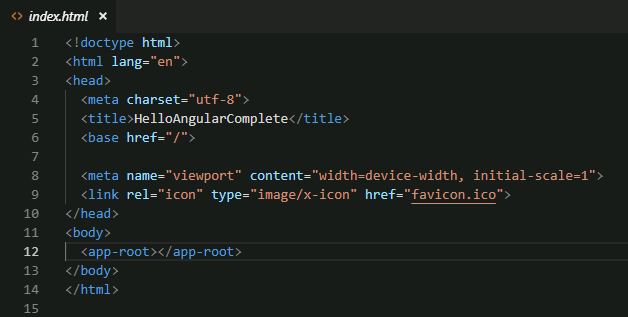 <> index.html ×
1 <!doctype html>
2 <html lang="en">
3 <head>
4   <meta charset="utf-8">
5   <title>HelloAngularComplete</title>
6   <base href="/">
7
8   <meta name="viewport" content="width=device-width, initial-scale=1">
9   <link rel="icon" type="image/x-icon" href="favicon.ico">
10 </head>
11 <body>
12   <app-root></app-root>
13 </body>
14 </html>
15